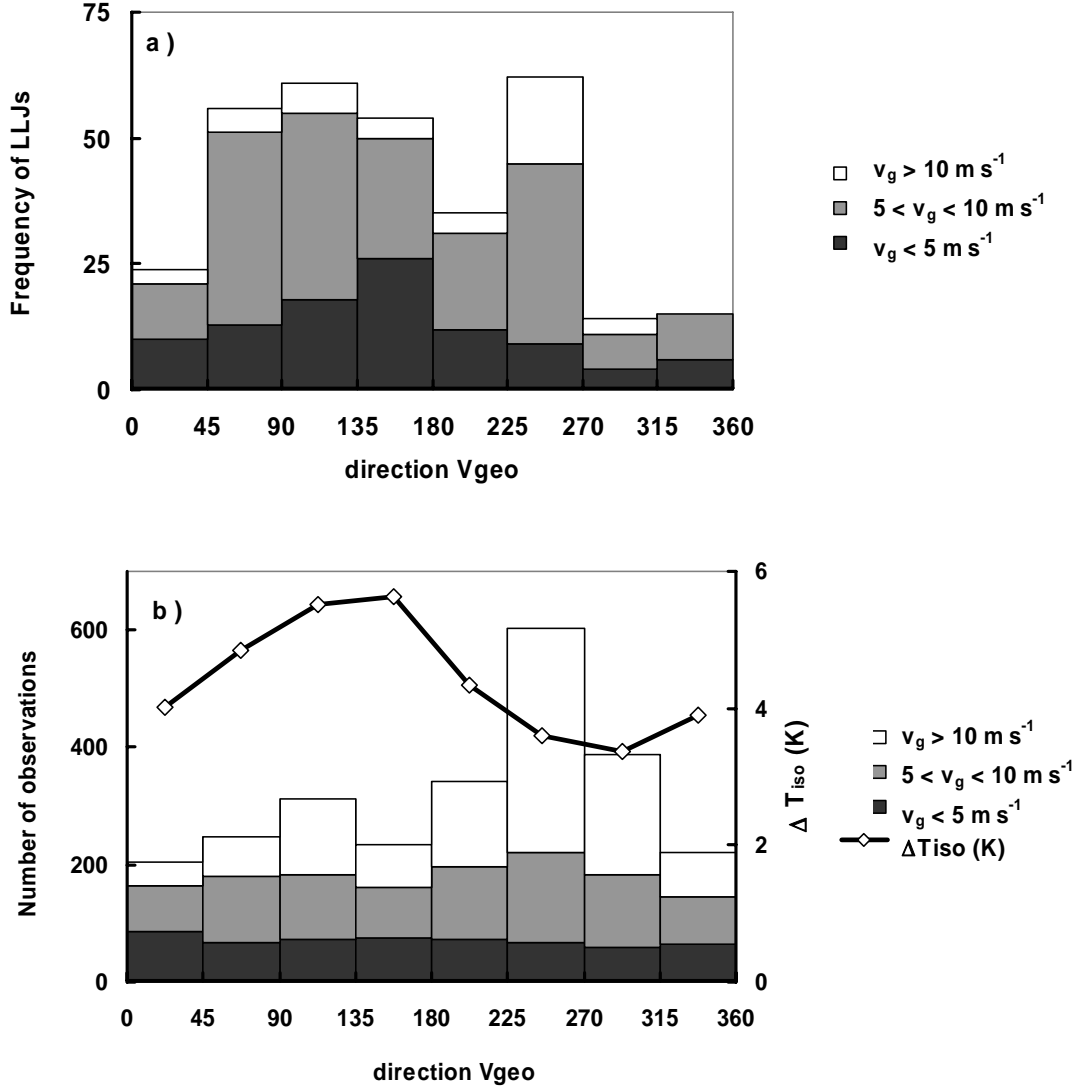 a )
Frequency of LLJs
75
50
25
0
0 45 90 135 180 225 270 315 360
direction Vgeo
v_g > 10 m s^-1
5 < v_g < 10 m s^-1
v_g < 5 m s^-1
b )
Number of observations
600
400
200
0
6
4
2
0
Δ T_iso (K)
0 45 90 135 180 225 270 315 360
direction Vgeo
v_g > 10 m s^-1
5 < v_g < 10 m s^-1
v_g < 5 m s^-1
ΔTiso (K)